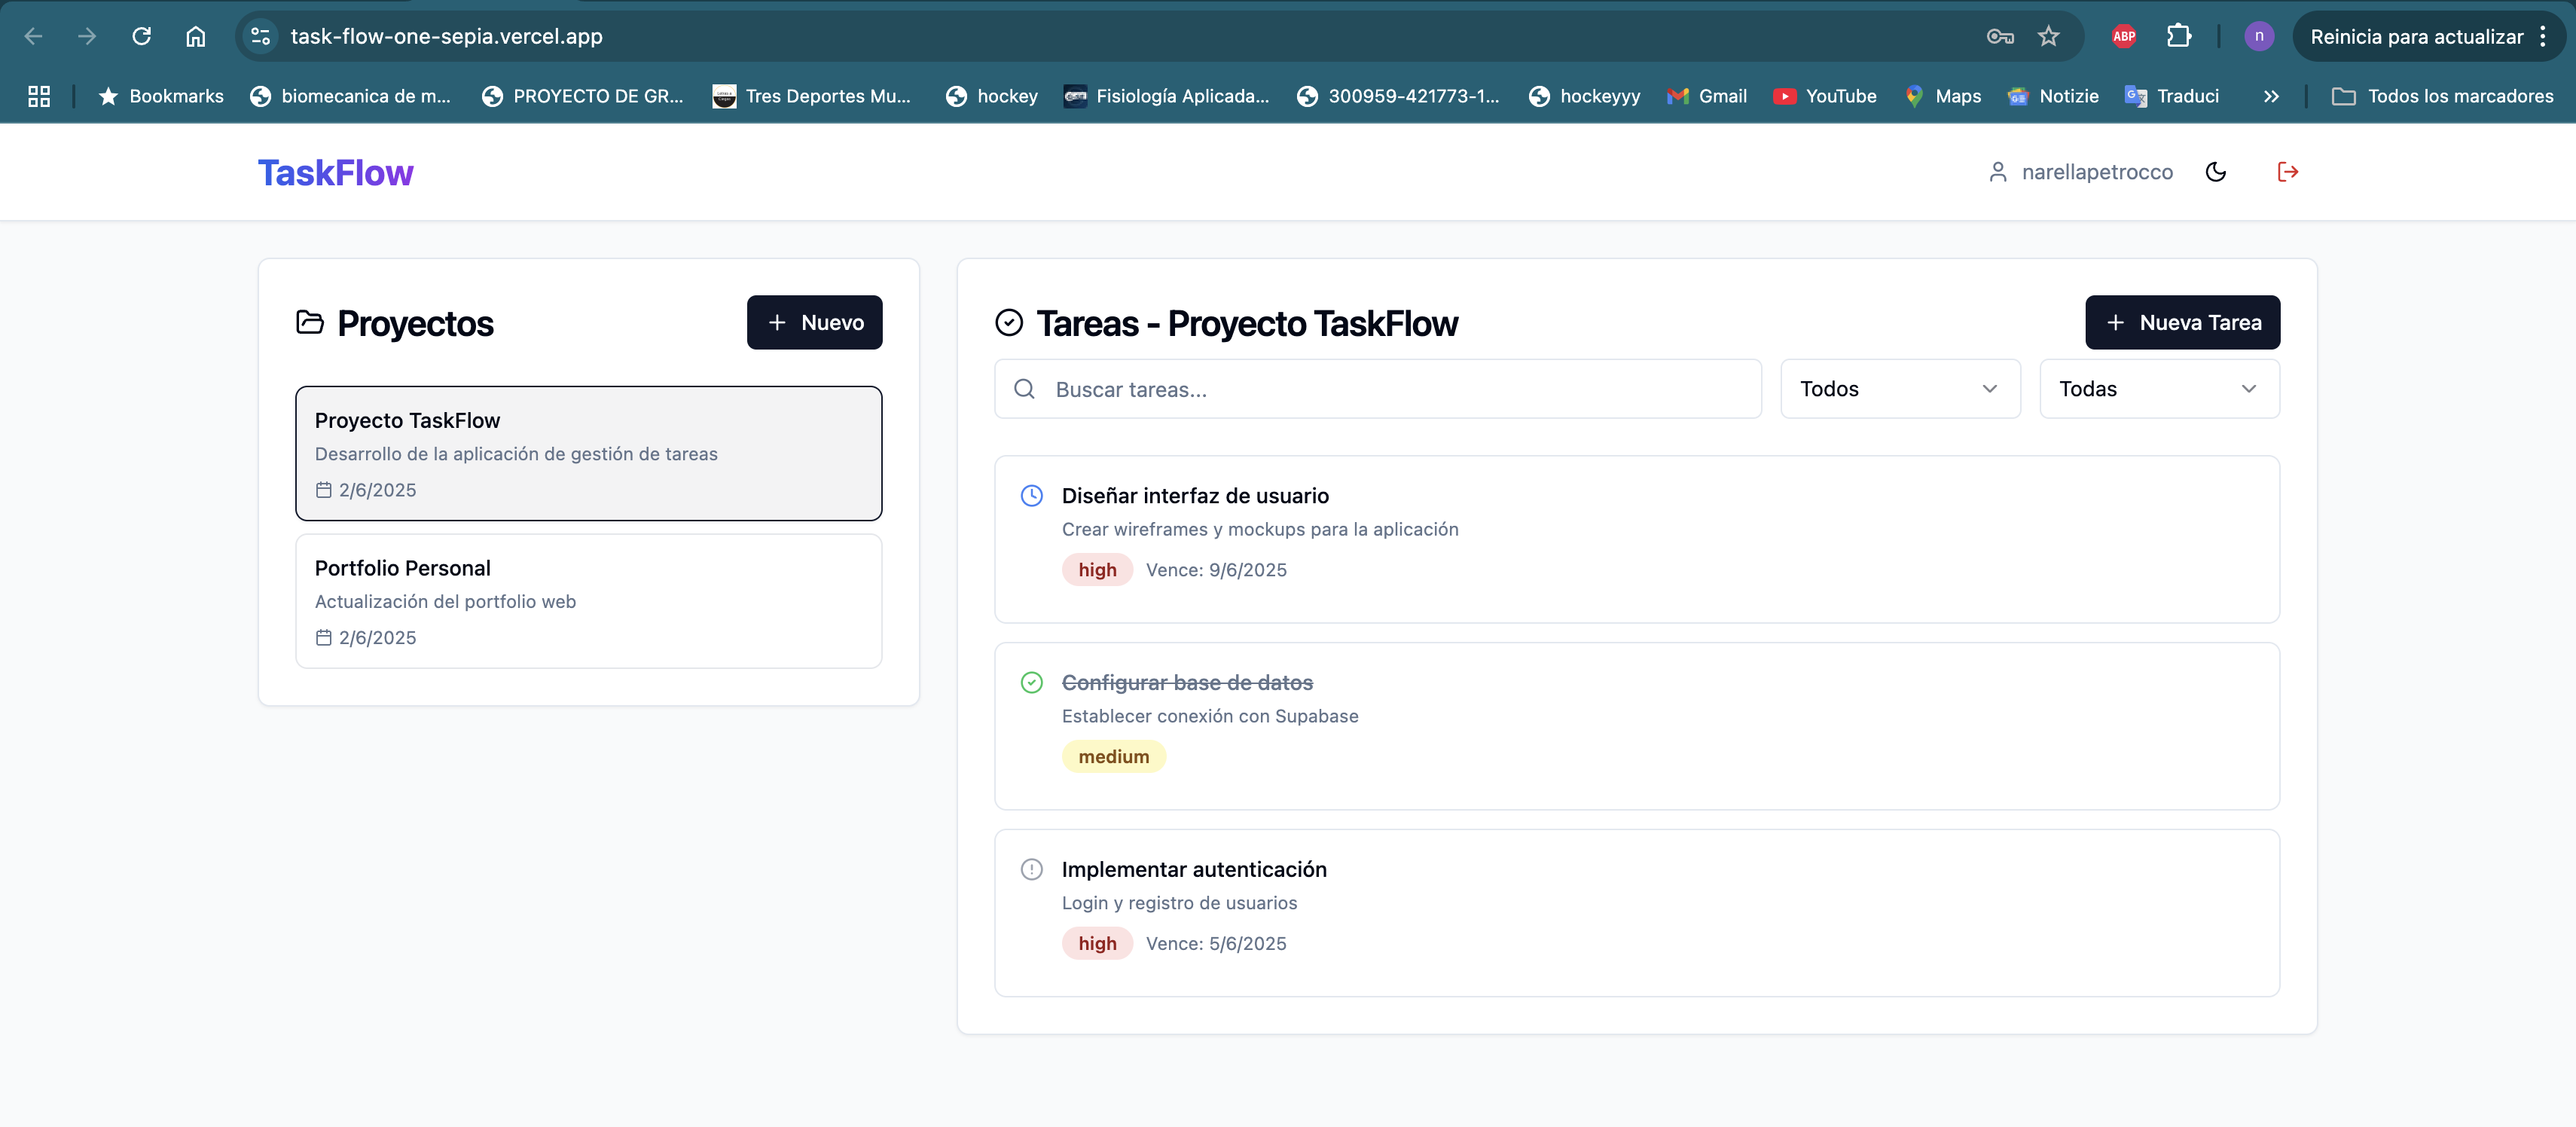 task-flow-one-sepia.vercel.app
ABP
n
Reinicia para actualizar
Bookmarks
biomecanica de m...
PROYECTO DE GR...
Tres Deportes Mu...
hockey
Fisiología Aplicada...
300959-421773-1...
hockeyyy
Gmail
YouTube
Maps
Notizie
Traduci
Todos los marcadores
TaskFlow
narellapetrocco
Proyectos
+ Nuevo
Proyecto TaskFlow
Desarrollo de la aplicación de gestión de tareas
2/6/2025
Portfolio Personal
Actualización del portfolio web
2/6/2025
Tareas - Proyecto TaskFlow
+ Nueva Tarea
Buscar tareas...
Todos
Todas
Diseñar interfaz de usuario
Crear wireframes y mockups para la aplicación
high Vence: 9/6/2025
Configurar base de datos
Establecer conexión con Supabase
medium
Implementar autenticación
Login y registro de usuarios
high Vence: 5/6/2025